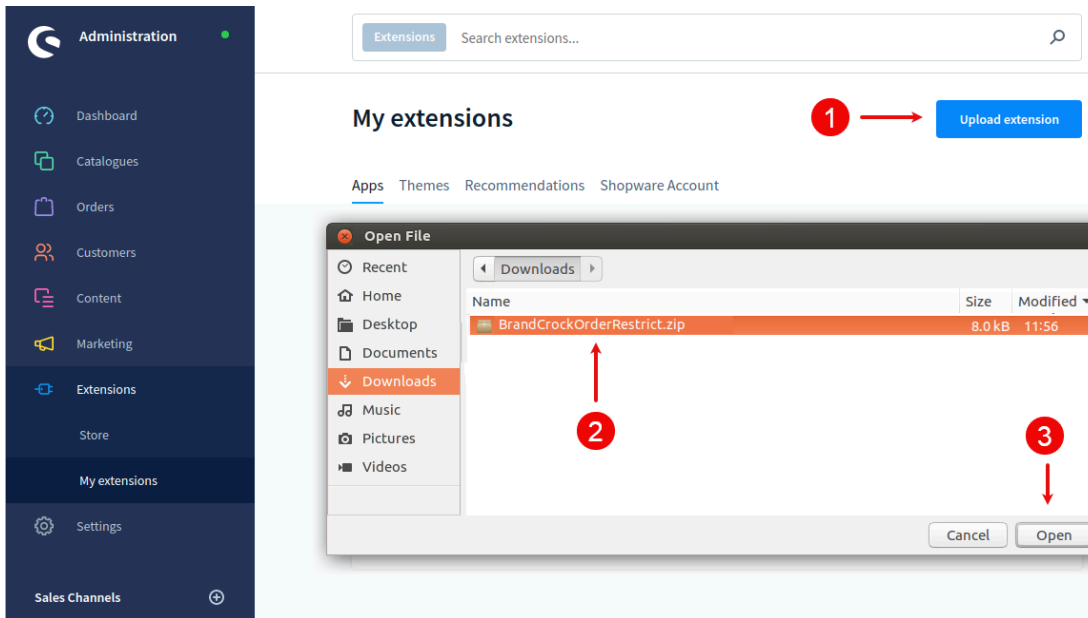 Administration
Dashboard
Catalogues
Orders
Customers
Content
Marketing
Extensions
Store
My extensions
Settings
Sales Channels
Extensions Search extensions...
My extensions
1
Upload extension
Apps Themes Recommendations Shopware Account
Open File
Recent
Home
Desktop
Documents
Downloads
Music
Pictures
Videos
Downloads
Name Size Modified
BrandCrockOrderRestrict.zip 8.0 kB 11:56
2
3
Cancel Open